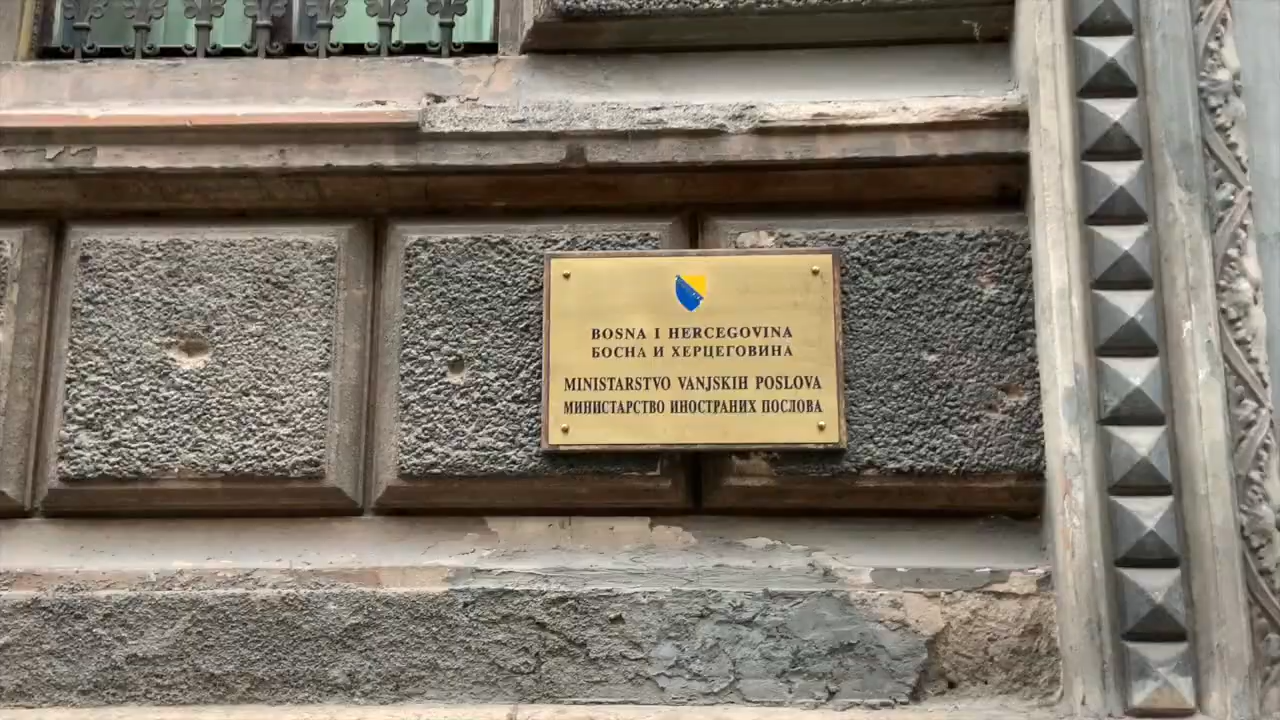 BOSNA I HERCEGOVINA
БОСНА И ХЕРЦЕГОВИНА
MINISTARSTVO VANJSKIH POSLOVA
МИНИСТАРСТВО ИНОСТРАНИХ ПОСЛОВА